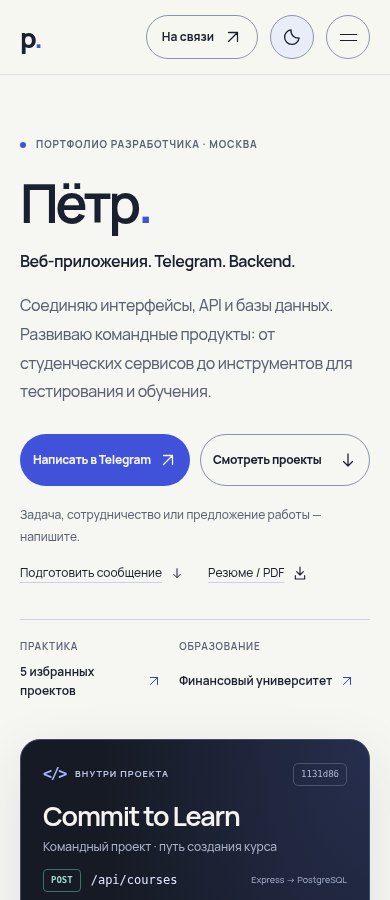 р.
На связи
ПОРТФОЛИО РАЗРАБОТЧИКА · МОСКВА
Пётр.
Веб-приложения. Telegram. Backend.
Соединяю интерфейсы, API и базы данных.
Развиваю командные продукты: от
студенческих сервисов до инструментов для
тестирования и обучения.
Написать в Telegram
Смотреть проекты
Задача, сотрудничество или предложение работы —
напишите.
Подготовить сообщение
Резюме / PDF
ПРАКТИКА
5 избранных
проектов
ОБРАЗОВАНИЕ
Финансовый университет
</> ВНУТРИ ПРОЕКТА
1131d86
Commit to Learn
Командный проект · путь создания курса
POST /api/courses
Express → PostgreSQL